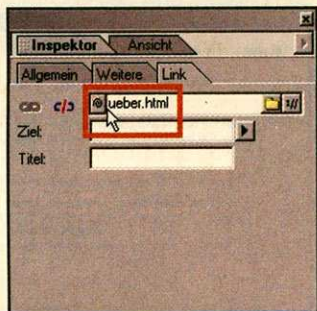 Inspektor Ansicht
Allgemein Weitere Link
ueber.html
Ziel:
Titel: